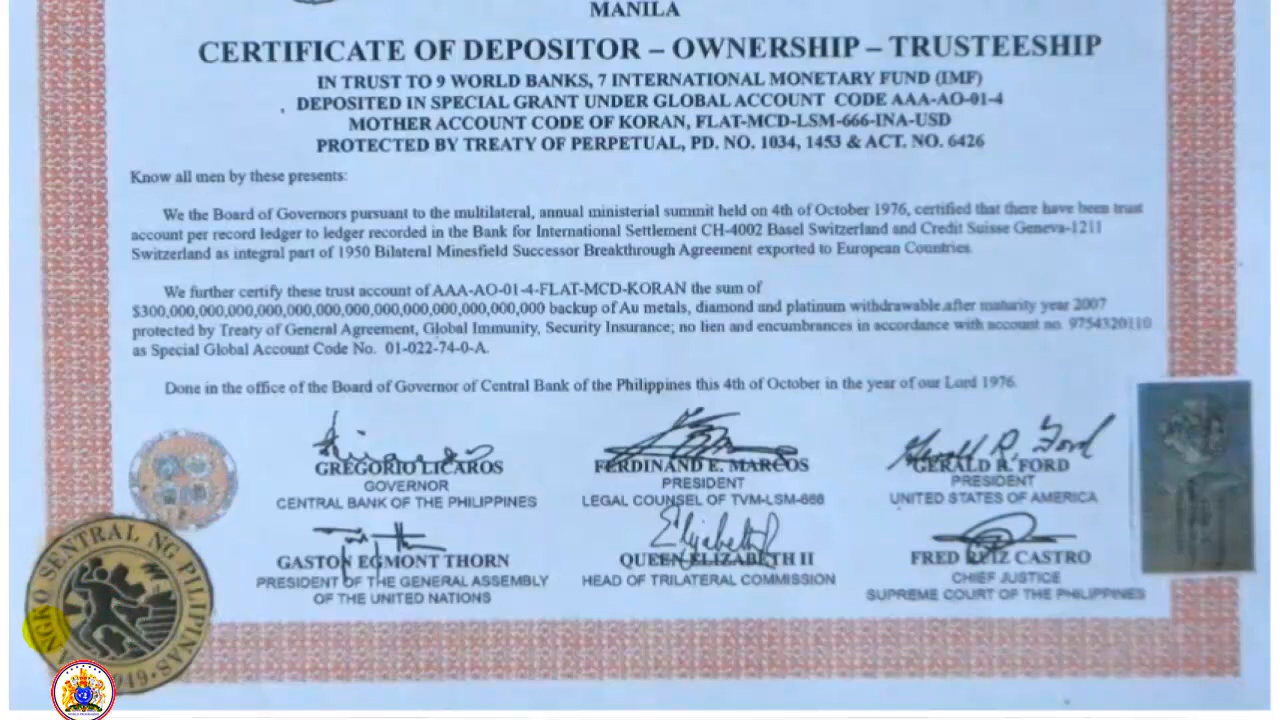 MANILA
CERTIFICATE OF DEPOSITOR – OWNERSHIP – TRUSTEESHIP
IN TRUST TO 9 WORLD BANKS, 7 INTERNATIONAL MONETARY FUND (IMF)
DEPOSITED IN SPECIAL GRANT UNDER GLOBAL ACCOUNT CODE AAA-AO-01-4
MOTHER ACCOUNT CODE OF KORAN, FLAT-MCD-LSM-666-INA-USD
PROTECTED BY TREATY OF PERPETUAL, PD. NO. 1034, 1453 & ACT. NO. 6426
Know all men by these presents:
We the Board of Governors pursuant to the multilateral, annual ministerial summit held on 4th of October 1976, certified that there have been trust
account per record ledger to ledger recorded in the Bank for International Settlement CH-4002 Basel Switzerland and Credit Suisse Geneva-1211
Switzerland as integral part of 1950 Bilateral Minesfield Successor Breakthrough Agreement exported to European Countries.
We further certify these trust account of AAA-AO-01-4-FLAT-MCD-KORAN the sum of
$300,000,000,000,000,000,000,000,000,000,000,000,000 backup of Au metals, diamond and platinum withdrawable after maturity year 2007
protected by Treaty of General Agreement, Global Immunity, Security Insurance; no lien and encumbrances in accordance with account no. 9754320110
as Special Global Account Code No. 01-022-74-0-A.
Done in the office of the Board of Governor of Central Bank of the Philippines this 4th of October in the year of our Lord 1976.
Gerald R. Ford
GREGORIO LICAROS FERDINAND E. MARCOS GERALD R. FORD
GOVERNOR PRESIDENT PRESIDENT
CENTRAL BANK OF THE PHILIPPINES LEGAL COUNSEL OF TVM-LSM-666 UNITED STATES OF AMERICA
Elizabeth R
GASTON EGMONT THORN QUEEN ELIZABETH II FRED RUIZ CASTRO
PRESIDENT OF THE GENERAL ASSEMBLY HEAD OF TRILATERAL COMMISSION CHIEF JUSTICE
OF THE UNITED NATIONS SUPREME COURT OF THE PHILIPPINES
BANGKO SENTRAL NG PILIPINAS
1949